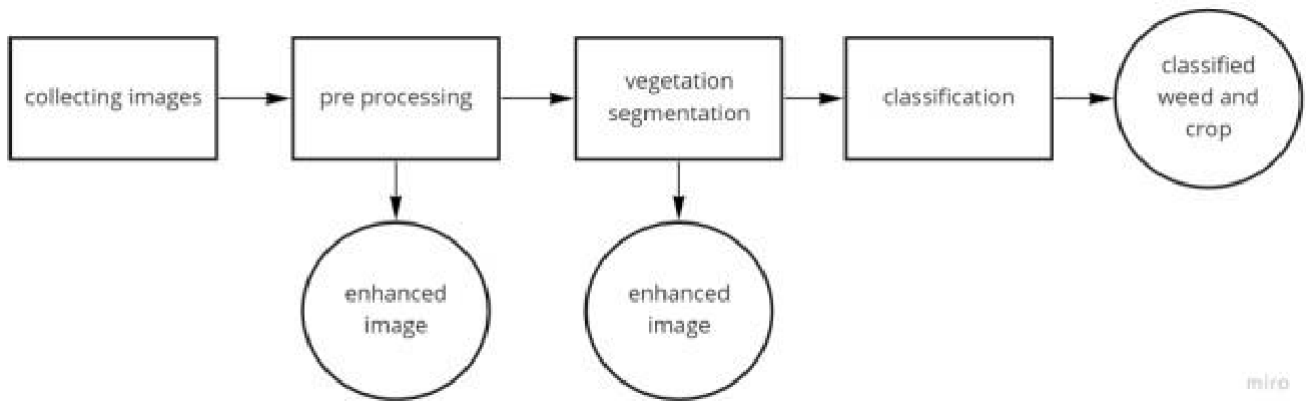 collecting images
pre processing
vegetation
segmentation
classification
classified
weed and
crop
enhanced
image
enhanced
image
miro